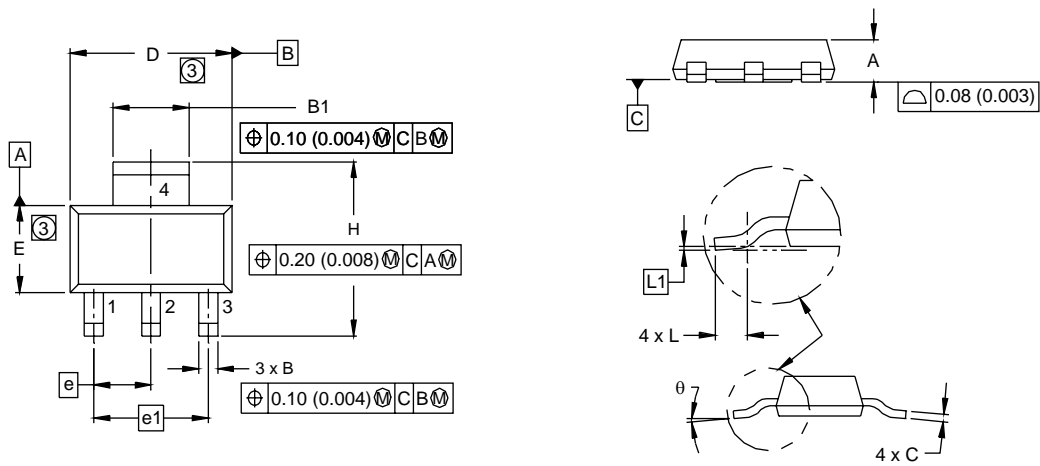 D
B
3
B1
⌖ 0.10 (0.004) Ⓜ C B Ⓜ
A
4
3
E
H
⌖ 0.20 (0.008) Ⓜ C A Ⓜ
1
2
3
e
3 x B
e1
⌖ 0.10 (0.004) Ⓜ C B Ⓜ
A
C
⌓ 0.08 (0.003)
L1
4 x L
θ
4 x C